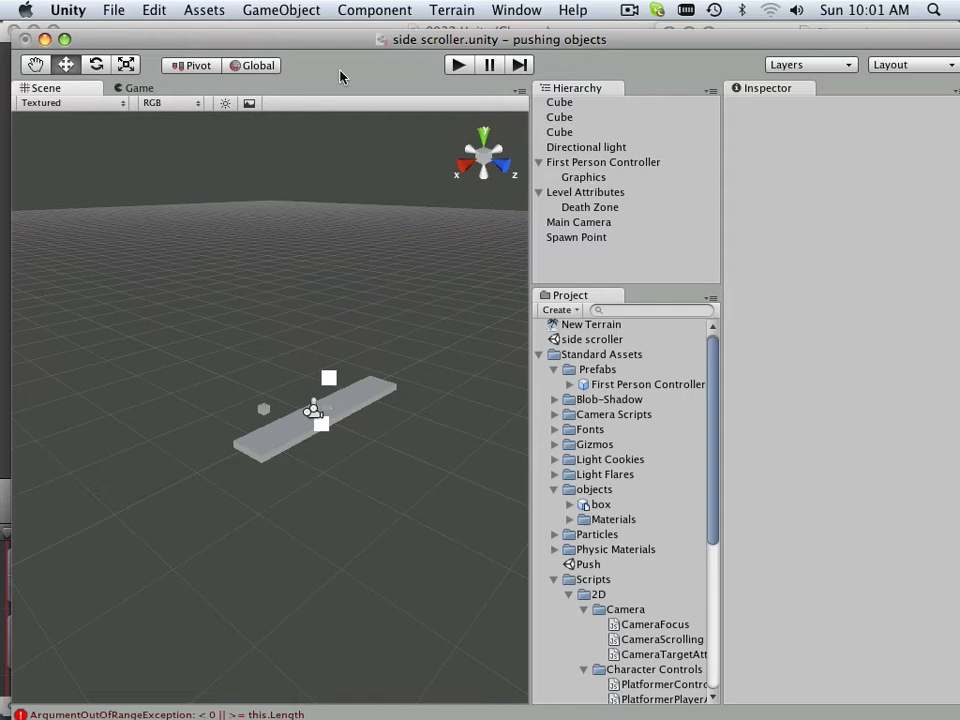 Unity File Edit Assets GameObject Component Terrain Window Help Sun 10:01 AM
side scroller.unity - pushing objects
Pivot Global Layers Layout
Scene Game Hierarchy Inspector
Textured RGB
Cube
Cube
Cube
Directional light
First Person Controller
Graphics
Level Attributes
Death Zone
Main Camera
Spawn Point
y
x z
Project
Create
New Terrain
side scroller
Standard Assets
Prefabs
First Person Controller
Blob-Shadow
Camera Scripts
Fonts
Gizmos
Light Cookies
Light Flares
objects
box
Materials
Particles
Physic Materials
Push
Scripts
2D
Camera
CameraFocus
CameraScrolling
CameraTargetAtt
Character Controls
PlatformerContro
PlatformerPlayerA
ArgumentOutOfRangeException: < 0 || >= this.Length